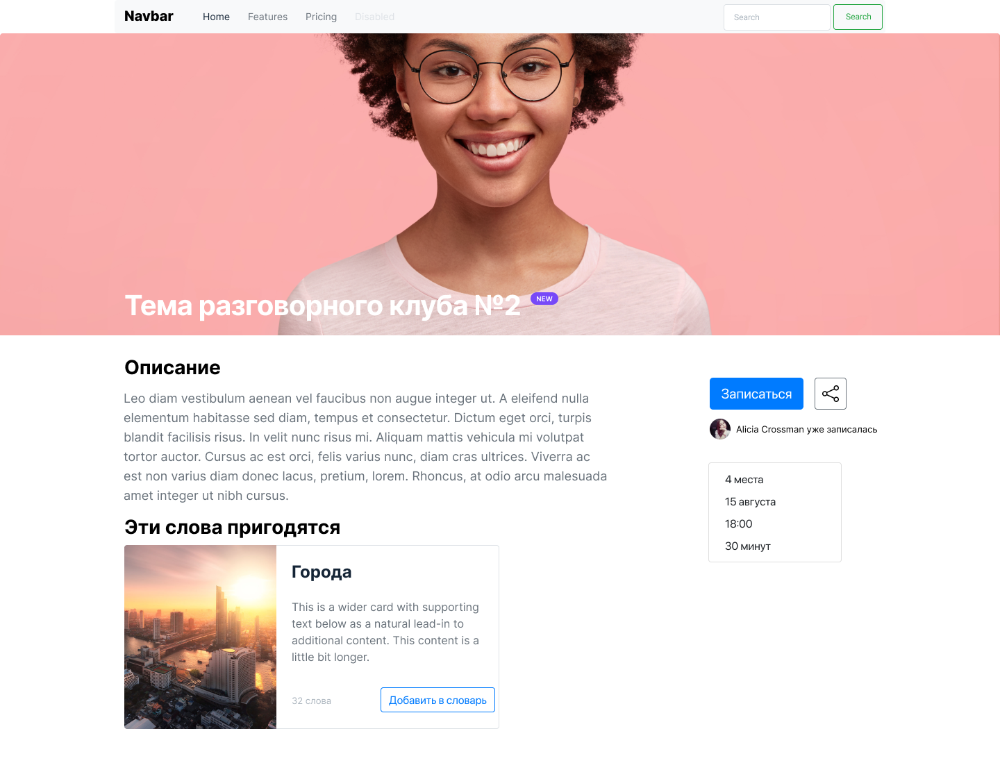 Navbar Home Features Pricing Disabled Search Search
Тема разговорного клуба №2 NEW
Описание
Leo diam vestibulum aenean vel faucibus non augue integer ut. A eleifend nulla
elementum habitasse sed diam, tempus et consectetur. Dictum eget orci, turpis
blandit facilisis risus. In velit nunc risus mi. Aliquam mattis vehicula mi volutpat
tortor auctor. Cursus ac est orci, felis varius nunc, diam cras ultrices. Viverra ac
est non varius diam donec lacus, pretium, lorem. Rhoncus, at odio arcu malesuada
amet integer ut nibh cursus.
Эти слова пригодятся
Города
This is a wider card with supporting
text below as a natural lead-in to
additional content. This content is a
little bit longer.
32 слова Добавить в словарь
Записаться
Alicia Crossman уже записалась
4 места
15 августа
18:00
30 минут